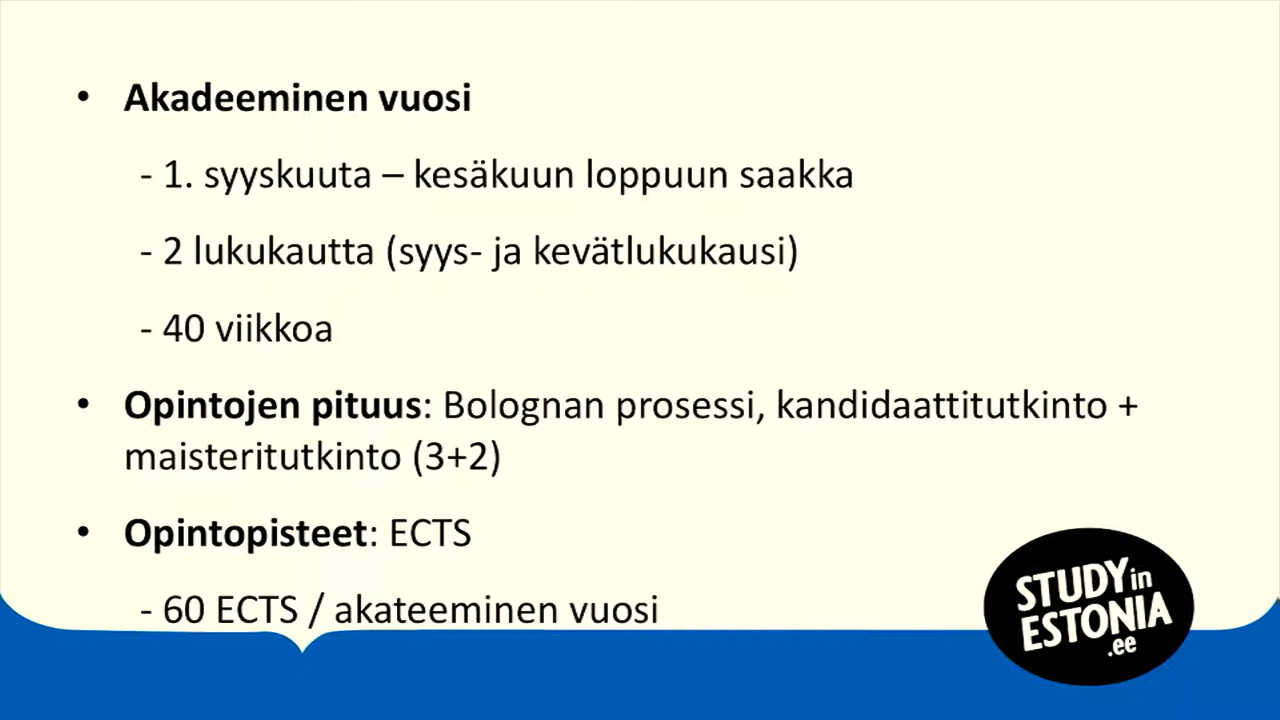 • Akadeeminen vuosi
- 1. syyskuuta – kesäkuun loppuun saakka
- 2 lukukautta (syys- ja kevätlukukausi)
- 40 viikkoa
• Opintojen pituus: Bolognan prosessi, kandidaattitutkinto +
maisteritutkinto (3+2)
• Opintopisteet: ECTS
- 60 ECTS / akateeminen vuosi
STUDY in
ESTONIA
.ee